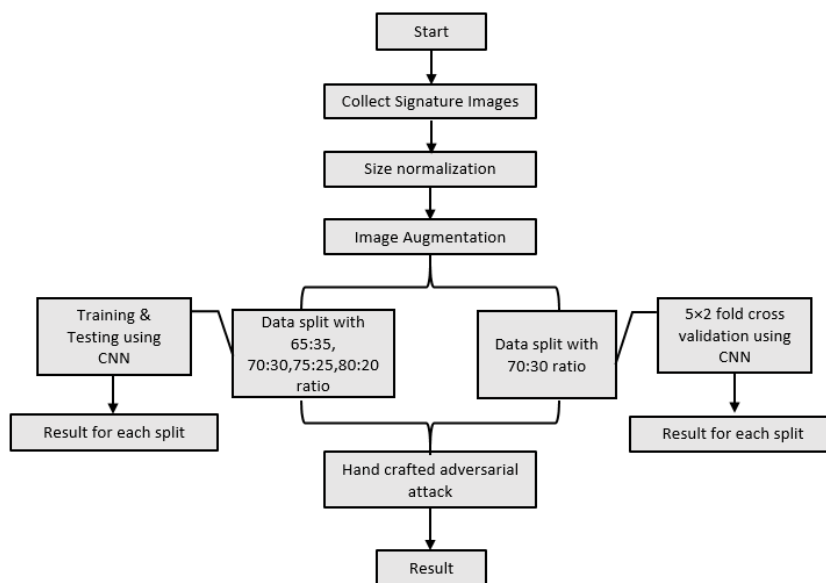 Start
Collect Signature Images
Size normalization
Image Augmentation
Training &
Testing using
CNN
Data split with
65:35,
70:30,75:25,80:20
ratio
Data split with
70:30 ratio
5×2 fold cross
validation using
CNN
Result for each split
Result for each split
Hand crafted adversarial
attack
Result